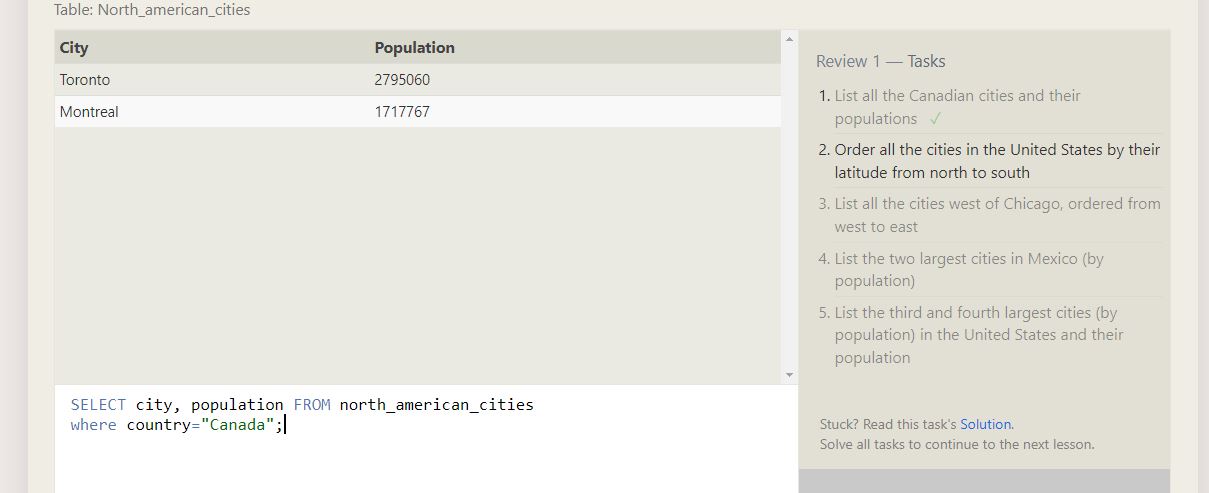 Table: North_american_cities
City Population
Toronto 2795060
Montreal 1717767
SELECT city, population FROM north_american_cities
where country="Canada";
Review 1 — Tasks
1. List all the Canadian cities and their
populations ✓
2. Order all the cities in the United States by their
latitude from north to south
3. List all the cities west of Chicago, ordered from
west to east
4. List the two largest cities in Mexico (by
population)
5. List the third and fourth largest cities (by
population) in the United States and their
population
Stuck? Read this task's Solution.
Solve all tasks to continue to the next lesson.